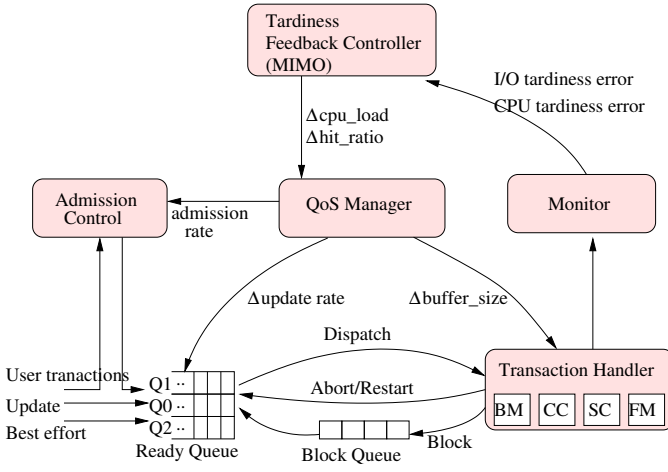 Tardiness
Feedback Controller
(MIMO)
I/O tardiness error
CPU tardiness error
Δcpu_load
Δhit_ratio
Admission
Control
admission
rate
QoS Manager
Monitor
Δupdate rate
Δbuffer_size
Dispatch
Transaction Handler
User tranactions
Q1 ..
Abort/Restart
Update
Q0 ..
BM CC SC FM
Best effort
Q2 ..
Ready Queue
Block Queue
Block